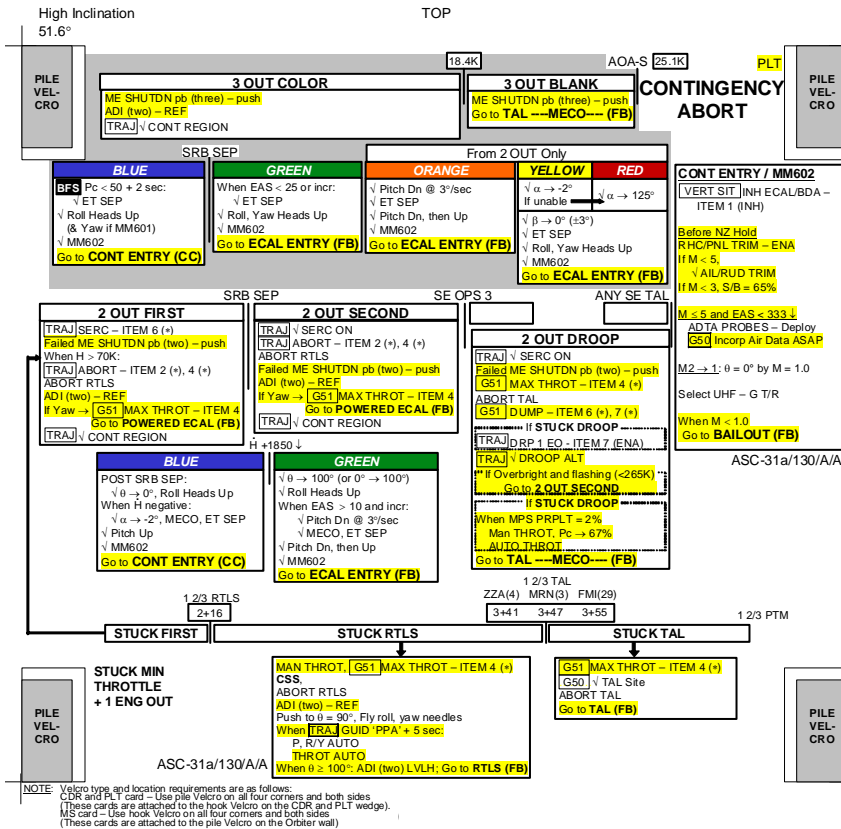 High Inclination
TOP
51.6°
18.4K
AOA-S 25.1K
PLT
PILE
VEL-
CRO
PILE
VEL-
CRO
CONTINGENCY
ABORT
3 OUT COLOR
ME SHUTDN pb (three) – push
ADI (two) – REF
TRAJ √ CONT REGION
3 OUT BLANK
ME SHUTDN pb (three) – push
Go to TAL ----MECO---- (FB)
SRB SEP
From 2 OUT Only
BLUE
BFS Pc < 50 + 2 sec:
√ ET SEP
√ Roll Heads Up
(& Yaw if MM601)
√ MM602
Go to CONT ENTRY (CC)
GREEN
When EAS < 25 or incr:
√ ET SEP
√ Roll, Yaw Heads Up
√ MM602
Go to ECAL ENTRY (FB)
ORANGE
√ Pitch Dn @ 3°/sec
√ ET SEP
√ Pitch Dn, then Up
√ MM602
Go to ECAL ENTRY (FB)
YELLOW
RED
√ α → -2°
If unable
√ α → 125°
√ β → 0° (±3°)
√ ET SEP
√ Roll, Yaw Heads Up
√ MM602
Go to ECAL ENTRY (FB)
CONT ENTRY / MM602
VERT SIT INH ECAL/BDA –
ITEM 1 (INH)
Before NZ Hold
RHC/PNL TRIM – ENA
If M < 5,
√ AIL/RUD TRIM
If M < 3, S/B = 65%
M ≤ 5 and EAS < 333 ↓
ADTA PROBES – Deploy
G50 Incorp Air Data ASAP
M2 → 1: θ = 0° by M = 1.0
Select UHF – G T/R
When M < 1.0
Go to BAILOUT (FB)
ASC-31a/130/A/A
SRB SEP
SE OPS 3
ANY SE TAL
2 OUT FIRST
TRAJ SERC – ITEM 6 (*)
Failed ME SHUTDN pb (two) – push
When H > 70K:
TRAJ ABORT – ITEM 2 (*), 4 (*)
ABORT RTLS
ADI (two) – REF
If Yaw → G51 MAX THROT - ITEM 4
Go to POWERED ECAL (FB)
TRAJ √ CONT REGION
2 OUT SECOND
TRAJ √ SERC ON
TRAJ ABORT – ITEM 2 (*), 4 (*)
ABORT RTLS
Failed ME SHUTDN pb (two) – push
ADI (two) – REF
If Yaw → G51 MAX THROT – ITEM 4
Go to POWERED ECAL (FB)
TRAJ √ CONT REGION
2 OUT DROOP
TRAJ √ SERC ON
Failed ME SHUTDN pb (two) – push
G51 MAX THROT – ITEM 4 (*)
ABORT TAL
G51 DUMP – ITEM 6 (*), 7 (*)
If STUCK DROOP
TRAJ DRP 1 EO - ITEM 7 (ENA)
TRAJ √ DROOP ALT
If Overbright and flashing (<265K)
Go to 2 OUT SECOND
If STUCK DROOP
When MPS PRPLT = 2%
Man THROT, Pc → 67%
AUTO THROT
Go to TAL ----MECO---- (FB)
H +1850 ↓
BLUE
POST SRB SEP:
√ θ → 0°, Roll Heads Up
When H negative:
√ α → -2°, MECO, ET SEP
√ Pitch Up
√ MM602
Go to CONT ENTRY (CC)
GREEN
√ θ → 100° (or 0° → 100°)
√ Roll Heads Up
When EAS > 10 and incr:
√ Pitch Dn @ 3°/sec
√ MECO, ET SEP
√ Pitch Dn, then Up
√ MM602
Go to ECAL ENTRY (FB)
1 2/3 RTLS
2+16
1 2/3 TAL
ZZA(4) MRN(3) FMI(29)
3+41 3+47 3+55
1 2/3 PTM
STUCK FIRST
STUCK RTLS
STUCK TAL
STUCK MIN
THROTTLE
+ 1 ENG OUT
MAN THROT, G51 MAX THROT – ITEM 4 (*)
CSS,
ABORT RTLS
ADI (two) – REF
Push to θ = 90°, Fly roll, yaw needles
When TRAJ GUID 'PPA' + 5 sec:
P, R/Y AUTO
THROT AUTO
When θ ≥ 100°: ADI (two) LVLH; Go to RTLS (FB)
G51 MAX THROT – ITEM 4 (*)
G50 √ TAL Site
ABORT TAL
Go to TAL (FB)
PILE
VEL-
CRO
PILE
VEL-
CRO
ASC-31a/130/A/A
NOTE: Velcro type and location requirements are as follows:
CDR and PLT card – Use pile Velcro on all four corners and both sides
(These cards are attached to the hook Velcro on the CDR and PLT wedge).
MS card – Use hook Velcro on all four corners and both sides
(These cards are attached to the pile Velcro on the Orbiter wall)